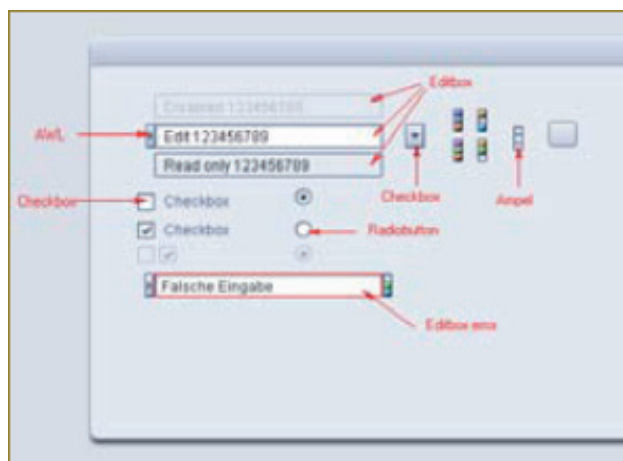 Editbox
Disabled 123456789
AWL
Edit 123456789
Read only 123456789
Checkbox
Ampel
Checkbox
Checkbox
Checkbox
Radiobutton
Falsche Eingabe
Editbox error